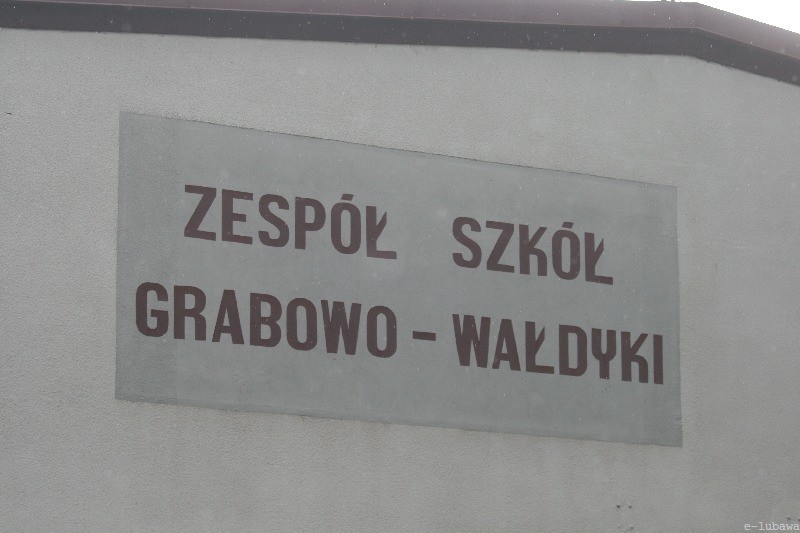 ZESPÓŁ SZKÓŁ
GRABOWO - WAŁDYKI
e-lubawa